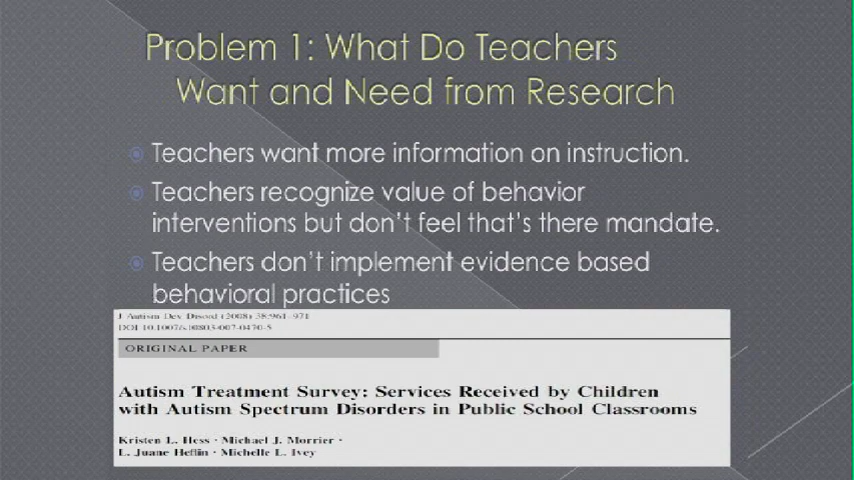 Problem 1: What Do Teachers
Want and Need from Research
Teachers want more information on instruction.
Teachers recognize value of behavior
interventions but don't feel that's there mandate.
Teachers don't implement evidence based
behavioral practices
J Autism Dev Disord (2008) 38:961–971
DOI 10.1007/s10803-007-0470-5
ORIGINAL PAPER
Autism Treatment Survey: Services Received by Children
with Autism Spectrum Disorders in Public School Classrooms
Kristen L. Hess · Michael J. Morrier ·
L. Juane Heflin · Michelle L. Ivey